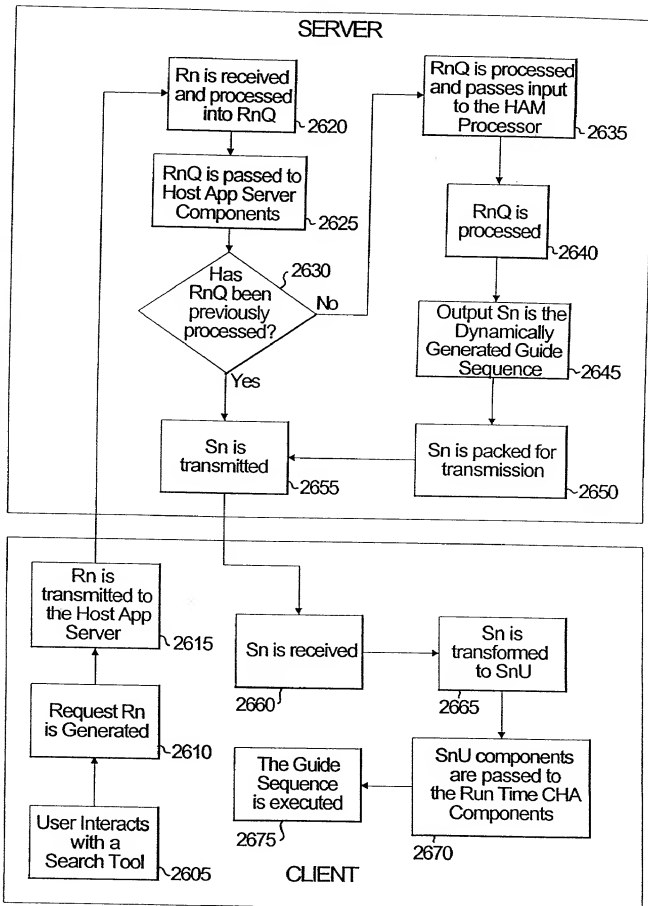 SERVER
Rn is received
and processed
into RnQ
2620
RnQ is passed to
Host App Server
Components
2625
Has
RnQ been
previously
processed?
2630
No
Yes
RnQ is processed
and passes input
to the HAM
Processor
2635
RnQ is
processed
2640
Output Sn is the
Dynamically
Generated Guide
Sequence
2645
Sn is packed for
transmission
2650
Sn is
transmitted
2655
Rn is
transmitted to
the Host App
Server
2615
Request Rn
is Generated
2610
User Interacts
with a
Search Tool
2605
Sn is received
2660
Sn is
transformed
to SnU
2665
SnU components
are passed to
the Run Time CHA
Components
2670
The Guide
Sequence
is executed
2675
CLIENT